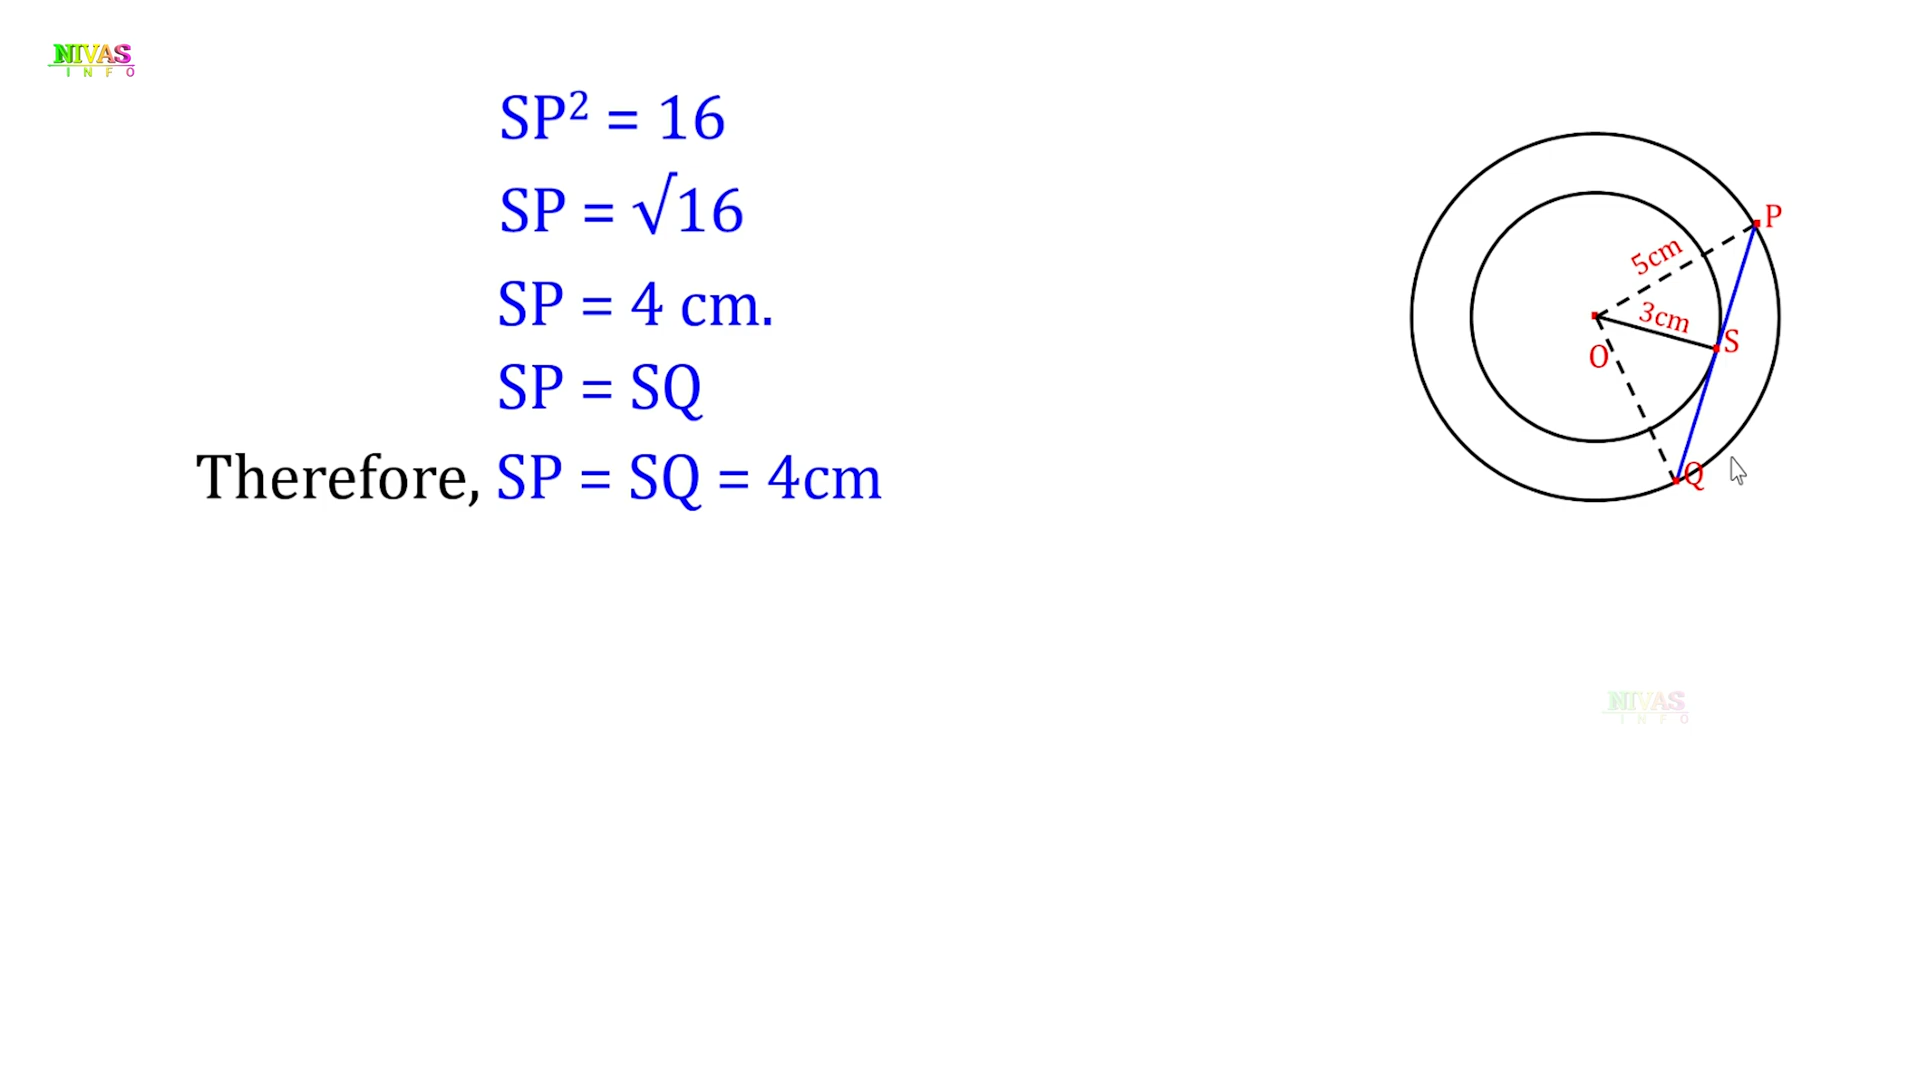 NIVAS
INFO
SP² = 16
SP = √16
SP = 4 cm.
SP = SQ
Therefore, SP = SQ = 4cm
P
5cm
3cm
S
O
Q
NIVAS
INFO